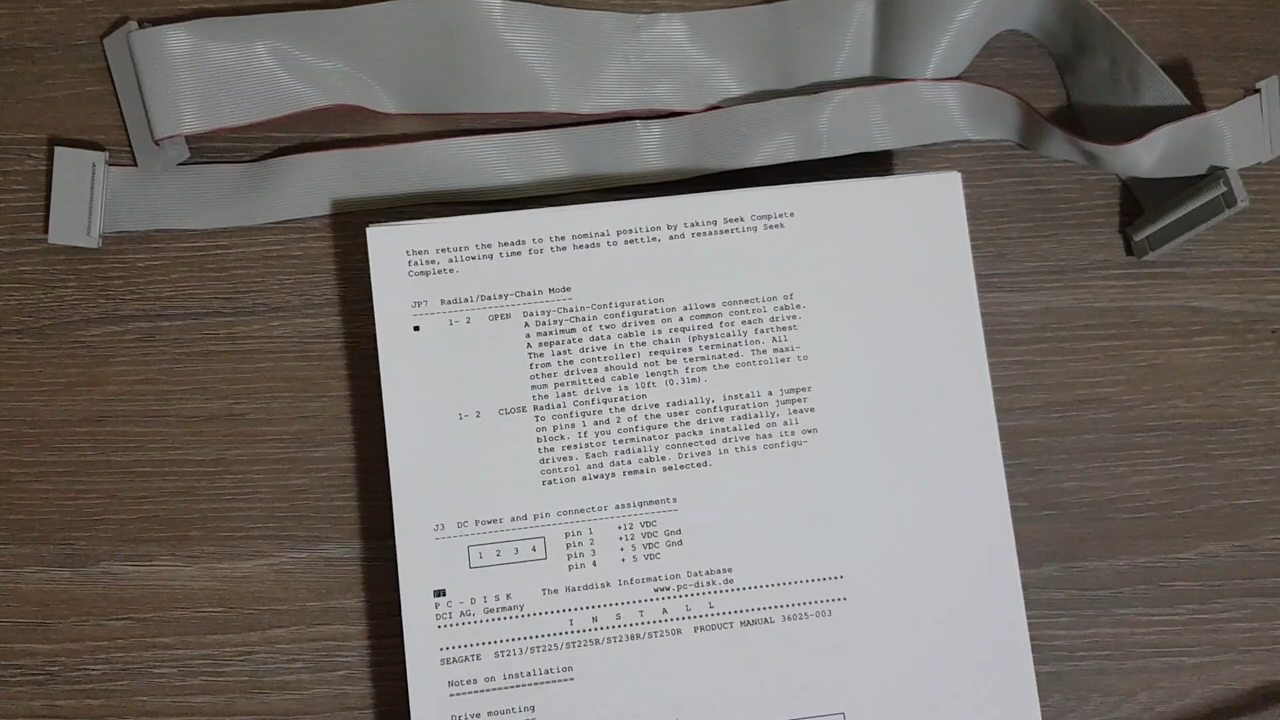 then return the heads to the nominal position by taking Seek Complete
false, allowing time for the heads to settle, and resasserting Seek
Complete.
JP7 Radial/Daisy-Chain Mode
---------------------------
■ 1- 2 OPEN Daisy-Chain-Configuration
A Daisy-Chain configuration allows connection of
a maximum of two drives on a common control cable.
A separate data cable is required for each drive.
The last drive in the chain (physically farthest
from the controller) requires termination. All
other drives should not be terminated. The maxi-
mum permitted cable length from the controller to
the last drive is 10ft (0.31m).
1- 2 CLOSE Radial Configuration
To configure the drive radially, install a jumper
on pins 1 and 2 of the user configuration jumper
block. If you configure the drive radially, leave
the resistor terminator packs installed on all
drives. Each radially connected drive has its own
control and data cable. Drives in this configu-
ration always remain selected.
J3 DC Power and pin connector assignments
-----------------------------------------
1 2 3 4
pin 1 +12 VDC
pin 2 +12 VDC Gnd
pin 3 + 5 VDC Gnd
pin 4 + 5 VDC
FF
P C - D I S K The Harddisk Information Database
DCI AG, Germany www.pc-disk.de
**********************************************************************
I N S T A L L
**********************************************************************
SEAGATE ST213/ST225/ST225R/ST238R/ST250R PRODUCT MANUAL 36025-003
Notes on installation
=====================
Drive mounting